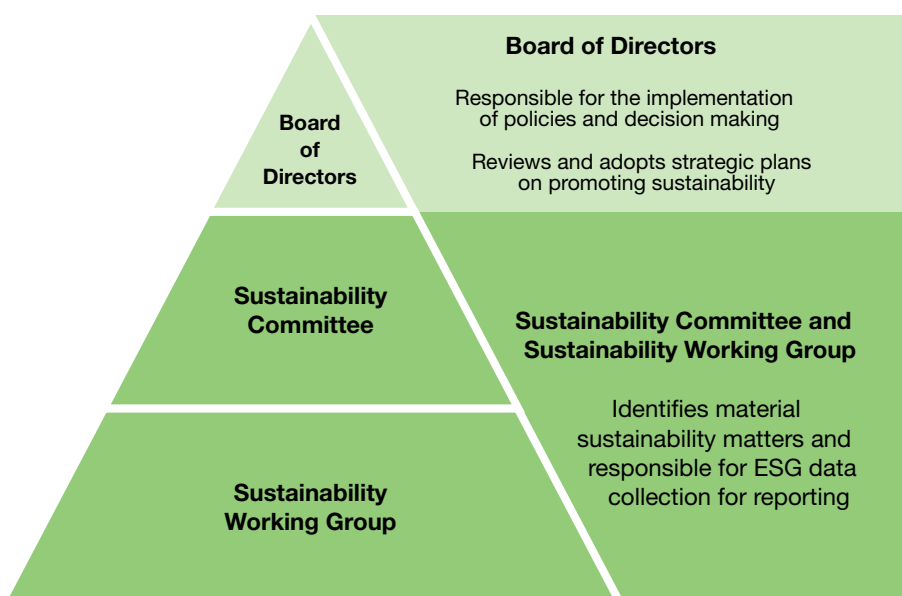 Board
of
Directors
Board of Directors
Responsible for the implementation
of policies and decision making
Reviews and adopts strategic plans
on promoting sustainability
Sustainability
Committee
Sustainability Committee and
Sustainability Working Group
Identifies material
sustainability matters and
responsible for ESG data
collection for reporting
Sustainability
Working Group